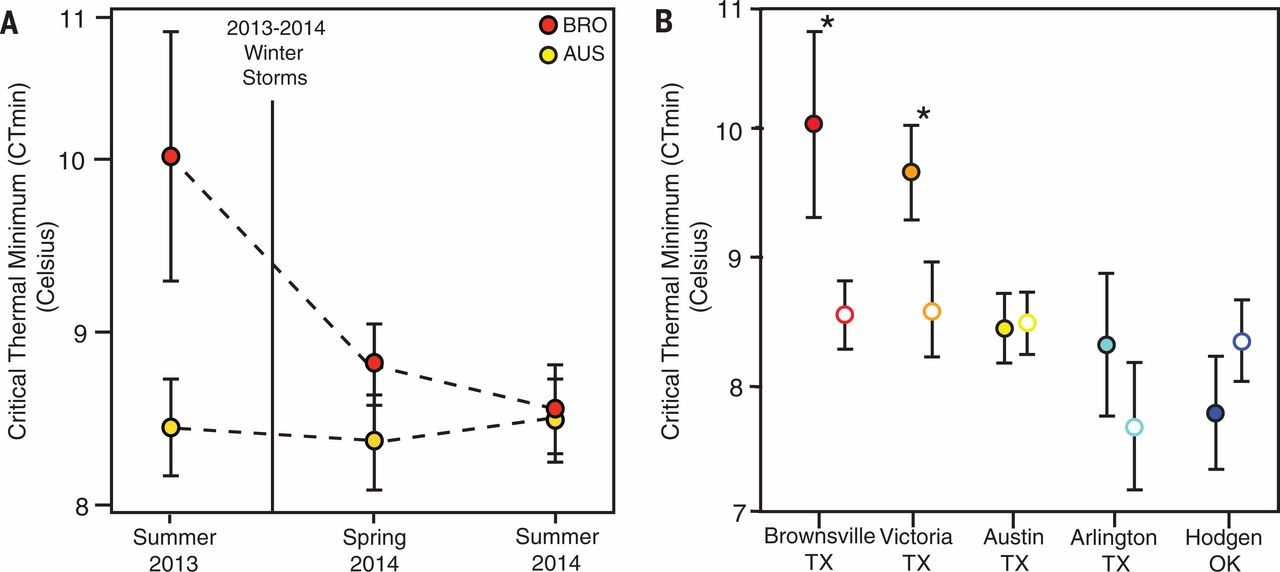 A
Critical Thermal Minimum (CTmin)
(Celsius)
11
10
9
8
2013-2014
Winter
Storms
BRO
AUS
Summer
2013
Spring
2014
Summer
2014
B
Critical Thermal Minimum (CTmin)
(Celsius)
11
10
9
8
7
*
*
Brownsville
TX
Victoria
TX
Austin
TX
Arlington
TX
Hodgen
OK